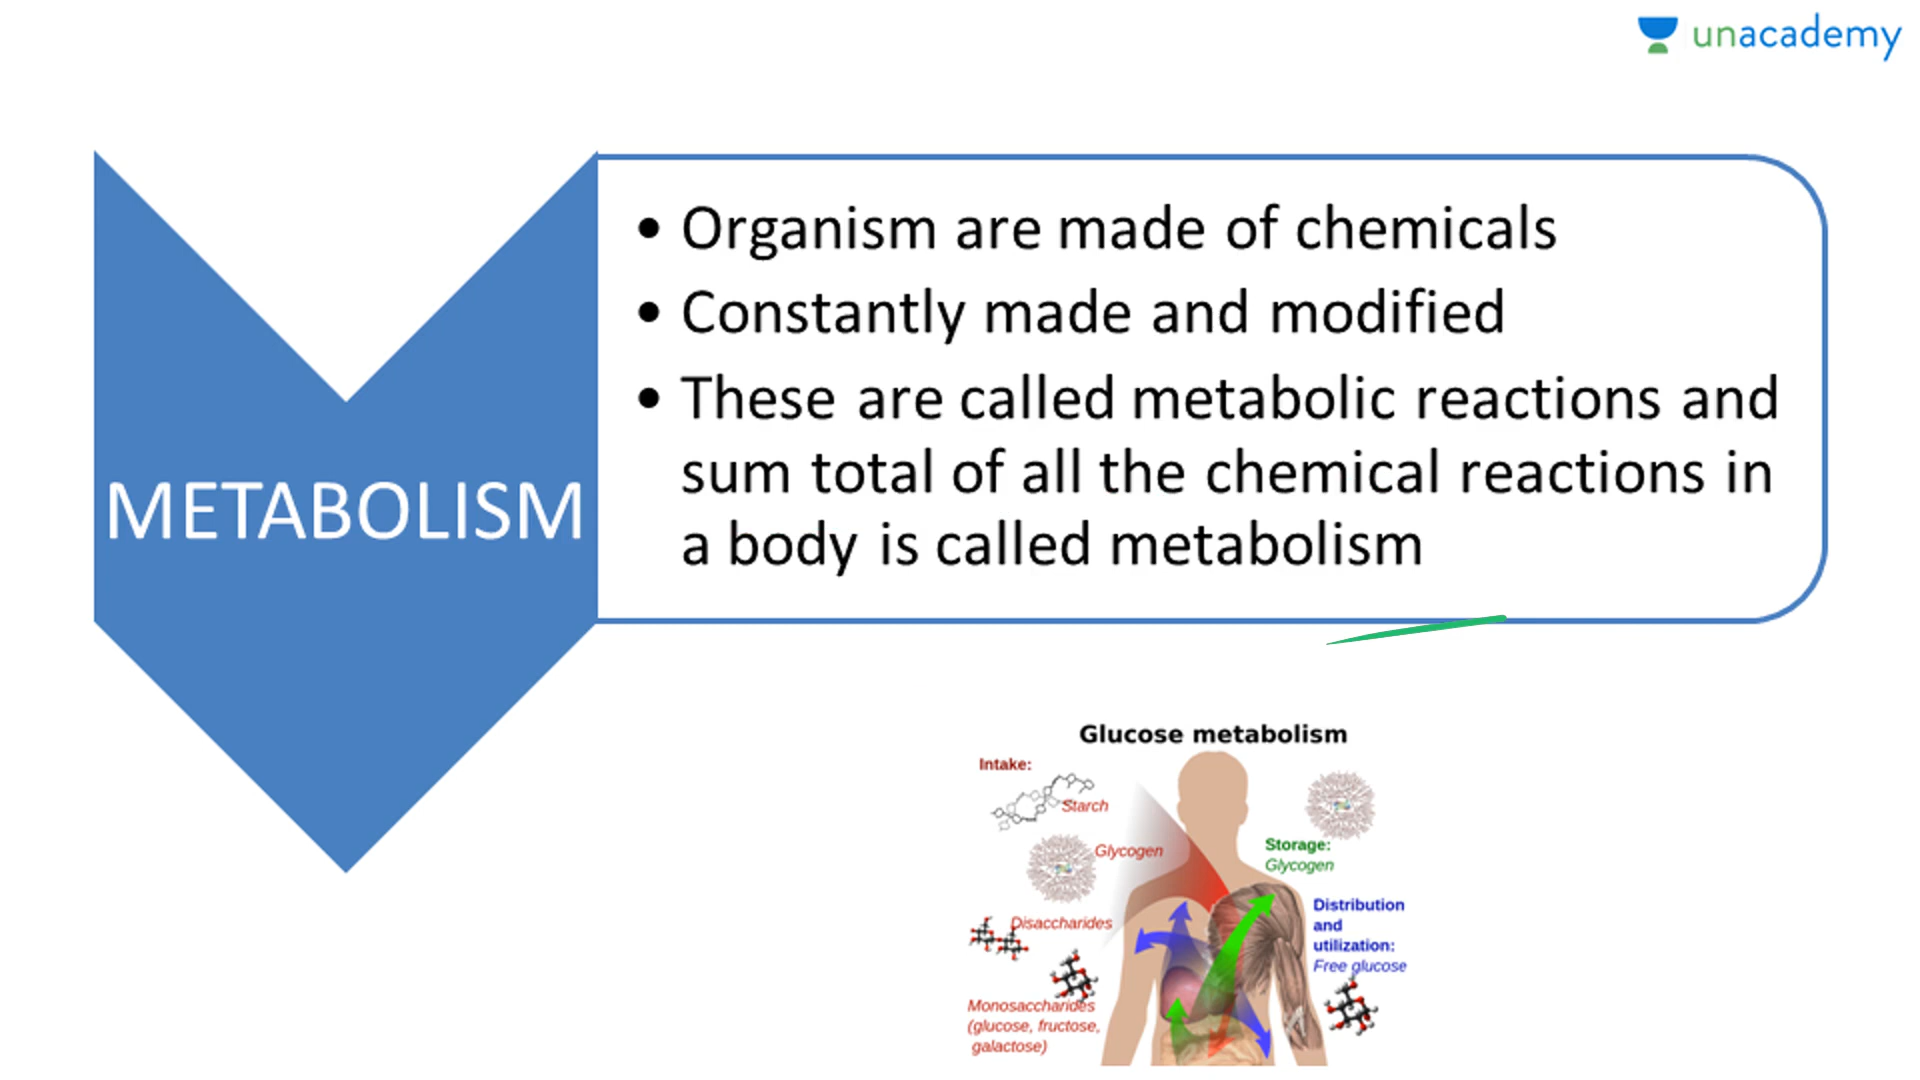 unacademy
METABOLISM
• Organism are made of chemicals
• Constantly made and modified
• These are called metabolic reactions and
sum total of all the chemical reactions in
a body is called metabolism
Glucose metabolism
Intake:
Starch
Glycogen
Disaccharides
Monosaccharides
(glucose, fructose,
galactose)
Storage:
Glycogen
Distribution
and
utilization:
Free glucose